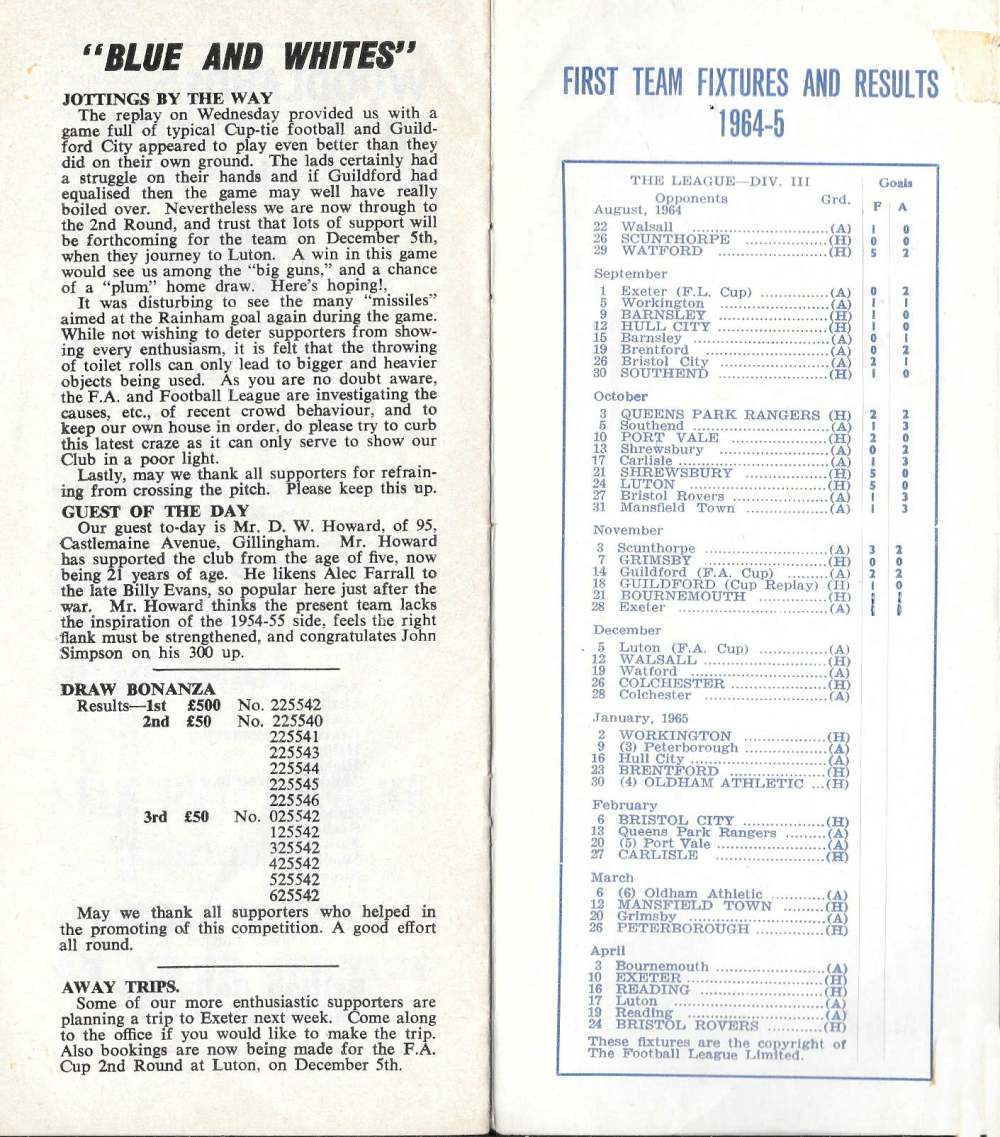 "BLUE AND WHITES"
JOTTINGS BY THE WAY
The replay on Wednesday provided us with a
game full of typical Cup-tie football and Guild-
ford City appeared to play even better than they
did on their own ground. The lads certainly had
a struggle on their hands and if Guildford had
equalised then the game may well have really
boiled over. Nevertheless we are now through to
the 2nd Round, and trust that lots of support will
be forthcoming for the team on December 5th,
when they journey to Luton. A win in this game
would see us among the "big guns," and a chance
of a "plum" home draw. Here's hoping!,
It was disturbing to see the many "missiles"
aimed at the Rainham goal again during the game.
While not wishing to deter supporters from show-
ing every enthusiasm, it is felt that the throwing
of toilet rolls can only lead to bigger and heavier
objects being used. As you are no doubt aware,
the F.A. and Football League are investigating the
causes, etc., of recent crowd behaviour, and to
keep our own house in order, do please try to curb
this latest craze as it can only serve to show our
Club in a poor light.
Lastly, may we thank all supporters for refrain-
ing from crossing the pitch. Please keep this up.
GUEST OF THE DAY
Our guest to-day is Mr. D. W. Howard, of 95,
Castlemaine Avenue, Gillingham. Mr. Howard
has supported the club from the age of five, now
being 21 years of age. He likens Alec Farrall to
the late Billy Evans, so popular here just after the
war. Mr. Howard thinks the present team lacks
the inspiration of the 1954-55 side, feels the right
flank must be strengthened, and congratulates John
Simpson on his 300 up.
DRAW BONANZA
Results—1st £500 No. 225542
2nd £50 No. 225540
225541
225543
225544
225545
225546
3rd £50 No. 025542
125542
325542
425542
525542
625542
May we thank all supporters who helped in
the promoting of this competition. A good effort
all round.
AWAY TRIPS.
Some of our more enthusiastic supporters are
planning a trip to Exeter next week. Come along
to the office if you would like to make the trip.
Also bookings are now being made for the F.A.
Cup 2nd Round at Luton, on December 5th.
FIRST TEAM FIXTURES AND RESULTS
1964-5
THE LEAGUE—DIV. III Goals
Opponents Grd. F A
August, 1964
22 Walsall (A) 1 0
26 SCUNTHORPE (H) 0 0
29 WATFORD (H) 5 2
September
1 Exeter (F.L. Cup) (A) 0 2
5 Workington (A) 1 1
9 BARNSLEY (H) 1 0
12 HULL CITY (H) 1 0
15 Barnsley (A) 0 1
19 Brentford (A) 0 2
26 Bristol City (A) 2 1
30 SOUTHEND (H) 1 0
October
3 QUEENS PARK RANGERS (H) 2 2
5 Southend (A) 1 3
10 PORT VALE (H) 2 0
13 Shrewsbury (A) 0 2
17 Carlisle (A) 1 3
21 SHREWSBURY (H) 5 0
24 LUTON (H) 5 0
27 Bristol Rovers (A) 1 3
31 Mansfield Town (A) 1 3
November
3 Scunthorpe (A) 3 2
7 GRIMSBY (H) 0 0
14 Guildford (F.A. Cup) (A) 2 2
18 GUILDFORD (Cup Replay) (H) 1 0
21 BOURNEMOUTH (H)
28 Exeter (A)
December
5 Luton (F.A. Cup) (A)
12 WALSALL (H)
19 Watford (A)
26 COLCHESTER (H)
28 Colchester (A)
January, 1965
2 WORKINGTON (H)
9 (3) Peterborough (A)
16 Hull City (A)
23 BRENTFORD (H)
30 (4) OLDHAM ATHLETIC (H)
February
6 BRISTOL CITY (H)
13 Queens Park Rangers (A)
20 (5) Port Vale (A)
27 CARLISLE (H)
March
6 (6) Oldham Athletic (A)
12 MANSFIELD TOWN (H)
20 Grimsby (A)
26 PETERBOROUGH (H)
April
3 Bournemouth (A)
10 EXETER (H)
16 READING (H)
17 Luton (A)
19 Reading (A)
24 BRISTOL ROVERS (H)
These fixtures are the copyright of
The Football League Limited.